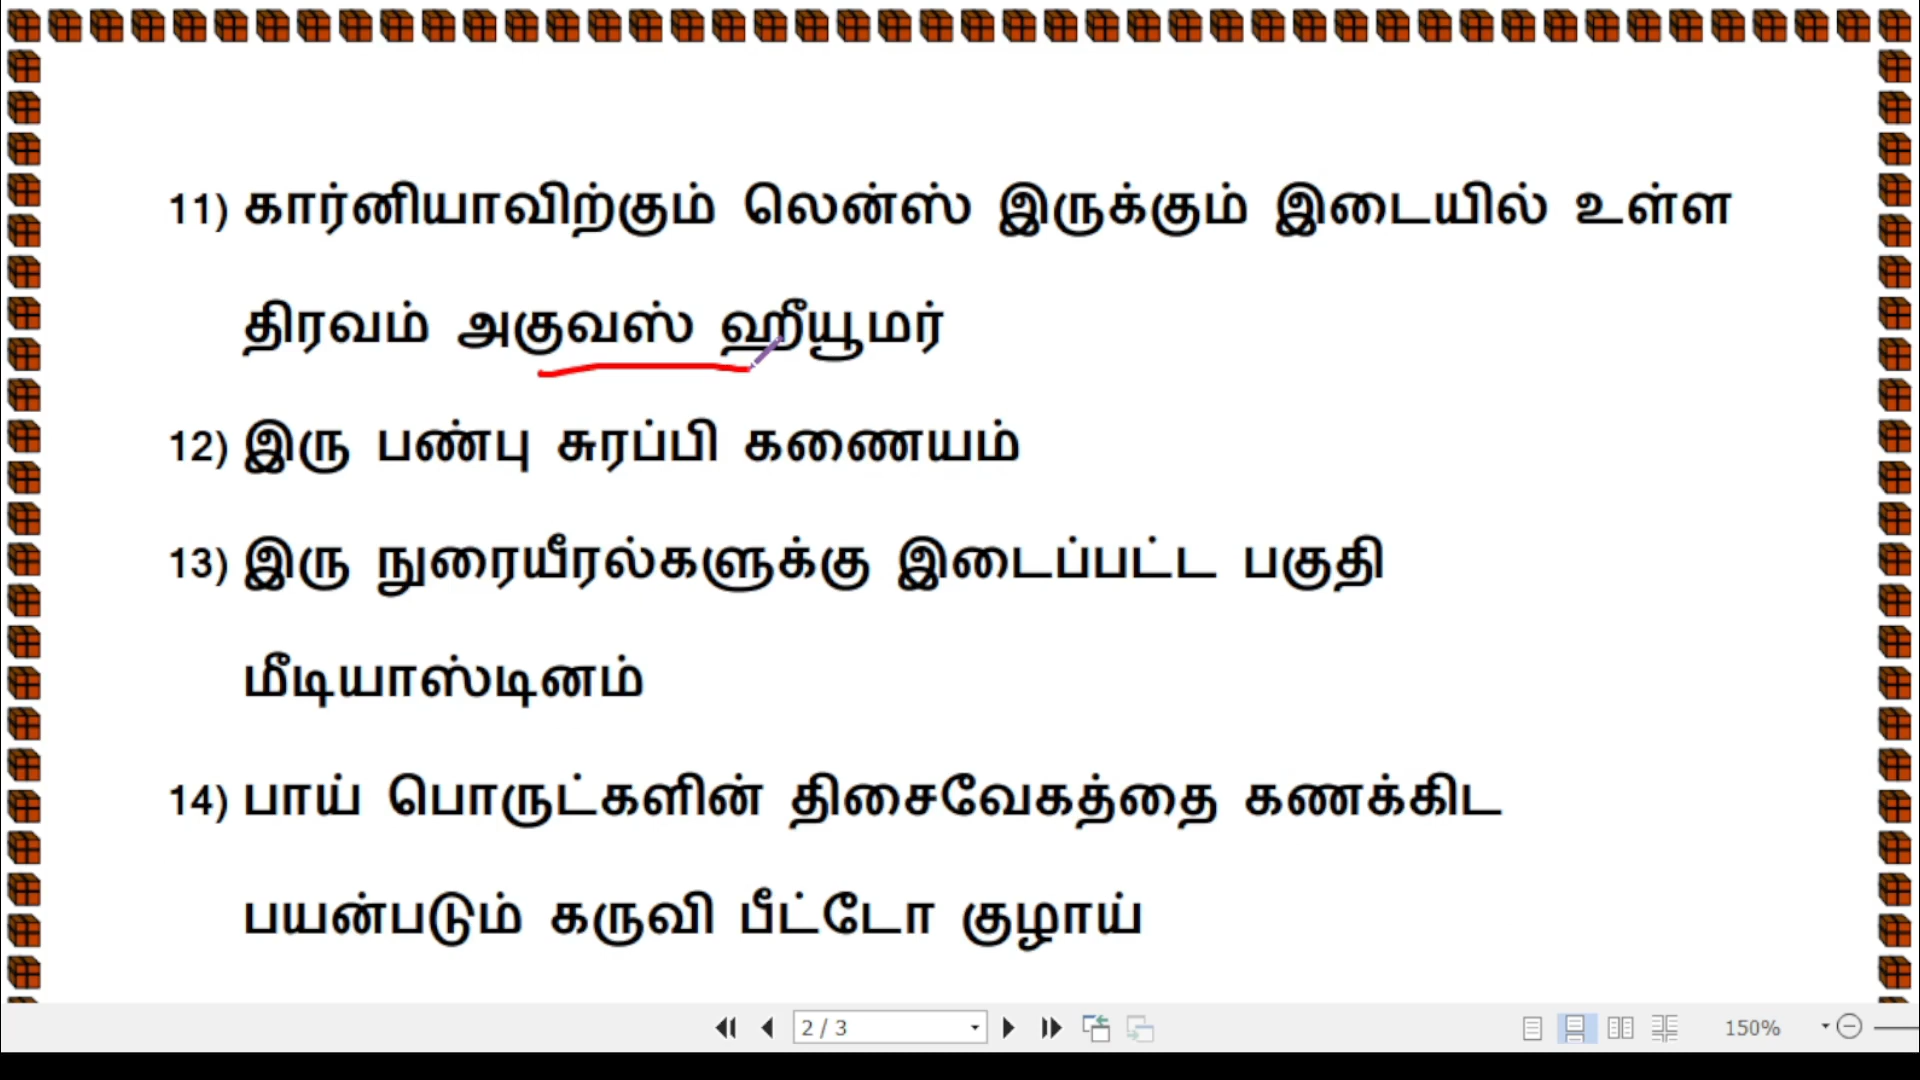 11) கார்னியாவிற்கும் லென்ஸ் இருக்கும் இடையில் உள்ள
திரவம் அகுவஸ் ஹீயூமர்
12) இரு பண்பு சுரப்பி கணையம்
13) இரு நுரையீரல்களுக்கு இடைப்பட்ட பகுதி
மீடியாஸ்டினம்
14) பாய் பொருட்களின் திசைவேகத்தை கணக்கிட
பயன்படும் கருவி பீட்டோ குழாய்
2 / 3 150%